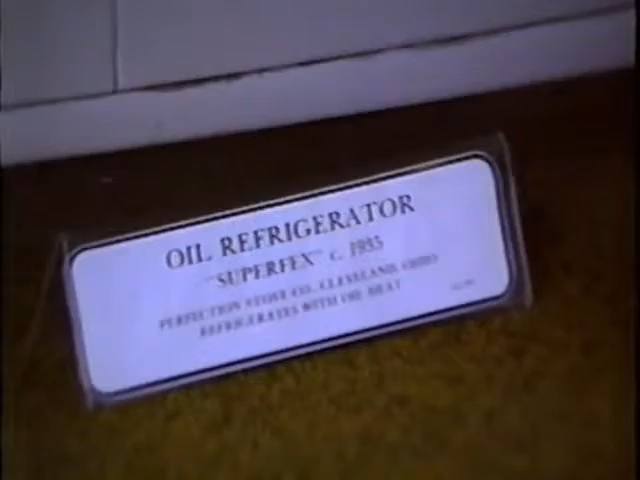 OIL REFRIGERATOR
"SUPERFEX" c. 1935
PERFECTION STOVE CO. CLEVELAND OHIO
REFRIGERATES WITH OIL HEAT